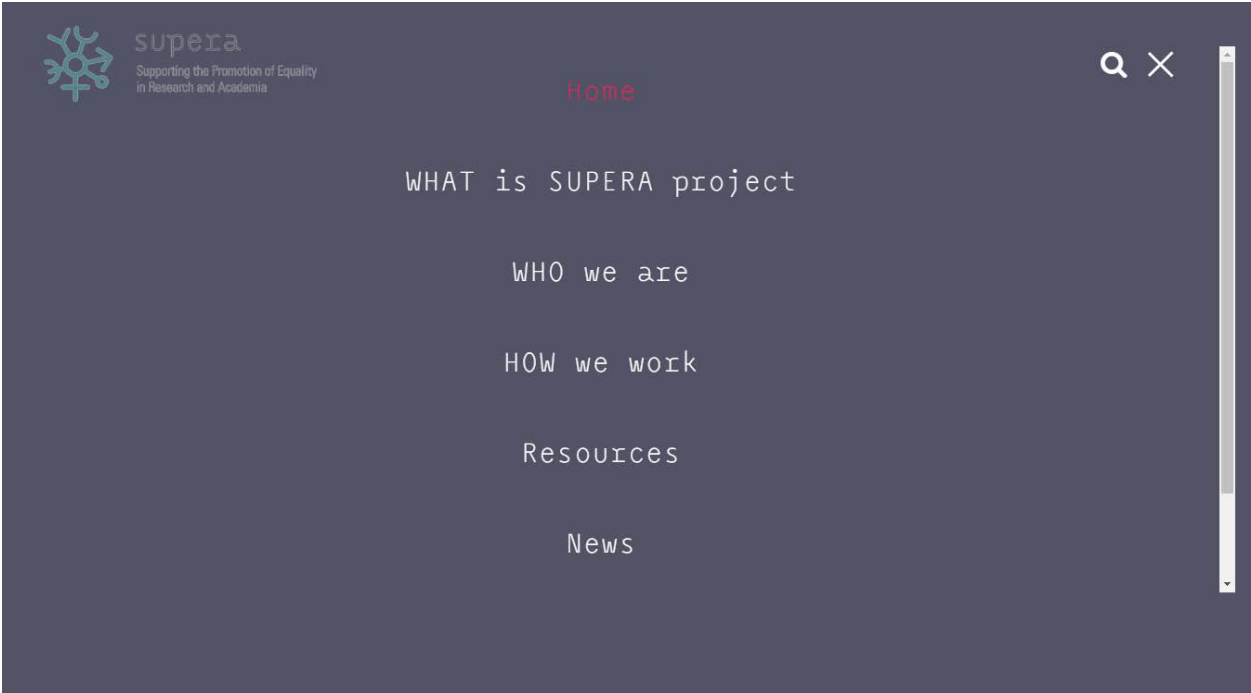 supera
Supporting the Promotion of Equality
in Research and Academia
Home
WHAT is SUPERA project
WHO we are
HOW we work
Resources
News